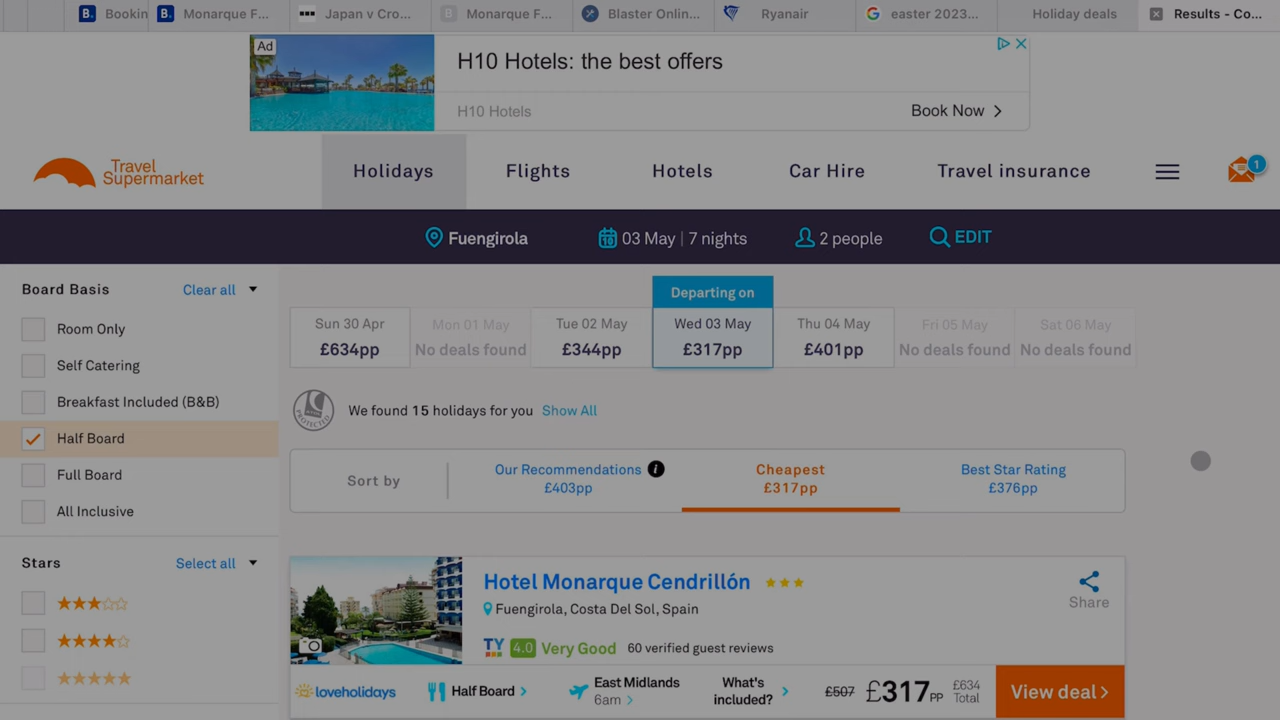 B. Bookin
B. Monarque F...
Japan v Cro...
B Monarque F...
Blaster Onlin...
Ryanair
G easter 2023...
Holiday deals
Results - Co...
Ad
H10 Hotels: the best offers
H10 Hotels
Book Now
Travel
Supermarket
Holidays
Flights
Hotels
Car Hire
Travel insurance
1
Fuengirola
10 03 May | 7 nights
2 people
EDIT
Board Basis
Clear all
Room Only
Self Catering
Breakfast Included (B&B)
Half Board
Full Board
All Inclusive
Stars
Select all
Departing on
Sun 30 Apr
£634pp
Mon 01 May
No deals found
Tue 02 May
£344pp
Wed 03 May
£317pp
Thu 04 May
£401pp
Fri 05 May
No deals found
Sat 06 May
No deals found
PROTECTED
We found 15 holidays for you Show All
Sort by
Our Recommendations i
£403pp
Cheapest
£317pp
Best Star Rating
£376pp
Hotel Monarque Cendrillón
Fuengirola, Costa Del Sol, Spain
TY 4.0 Very Good 60 verified guest reviews
Share
loveholidays
Half Board
East Midlands
6am
What's
included?
£507
£317PP
£634
Total
View deal